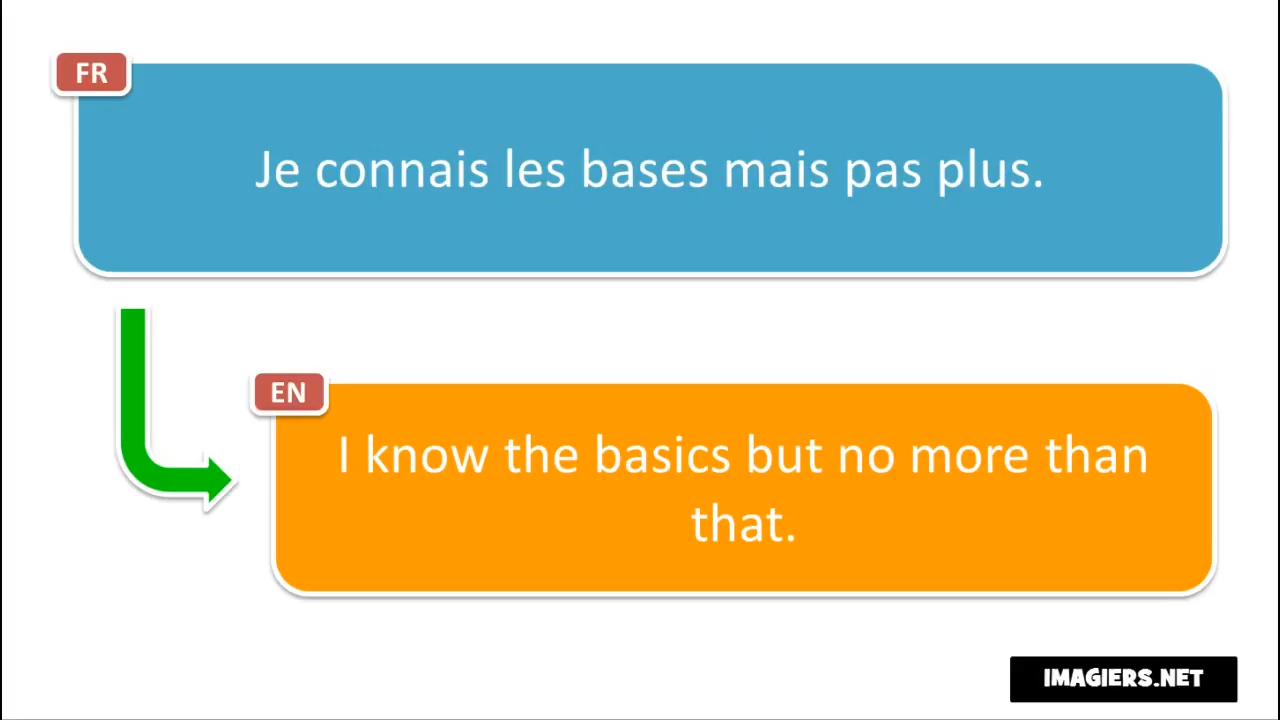 FR
Je connais les bases mais pas plus.
EN
I know the basics but no more than
that.
IMAGIERS.NET